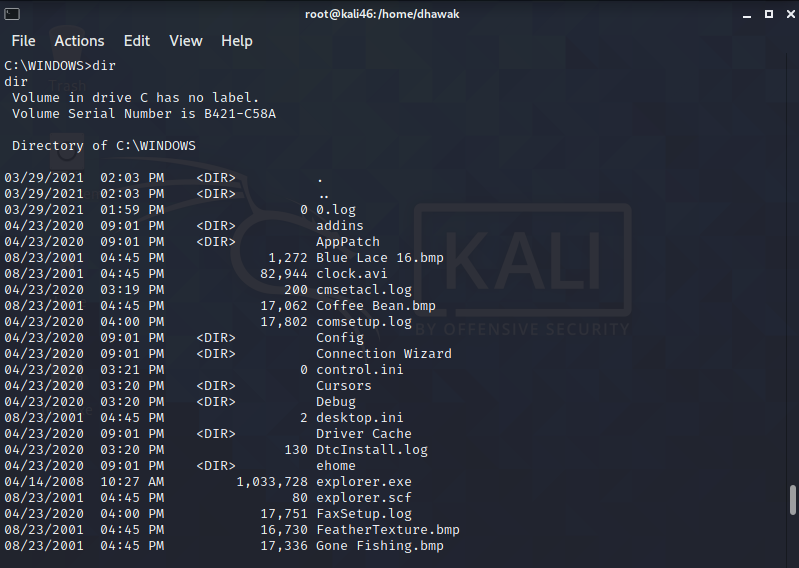 root@kali46:/home/dhawak
File Actions Edit View Help
C:\WINDOWS>dir
dir
 Volume in drive C has no label.
 Volume Serial Number is B421-C58A
 Directory of C:\WINDOWS
03/29/2021  02:03 PM    <DIR>          .
03/29/2021  02:03 PM    <DIR>          ..
03/29/2021  01:59 PM                 0 0.log
04/23/2020  09:01 PM    <DIR>          addins
04/23/2020  09:01 PM    <DIR>          AppPatch
08/23/2001  04:45 PM             1,272 Blue Lace 16.bmp
08/23/2001  04:45 PM            82,944 clock.avi
04/23/2020  03:19 PM               200 cmsetacl.log
08/23/2001  04:45 PM            17,062 Coffee Bean.bmp
04/23/2020  04:00 PM            17,802 comsetup.log
04/23/2020  09:01 PM    <DIR>          Config
04/23/2020  09:01 PM    <DIR>          Connection Wizard
04/23/2020  03:21 PM                 0 control.ini
04/23/2020  03:20 PM    <DIR>          Cursors
04/23/2020  03:20 PM    <DIR>          Debug
08/23/2001  04:45 PM                 2 desktop.ini
04/23/2020  09:01 PM    <DIR>          Driver Cache
04/23/2020  03:20 PM               130 DtcInstall.log
04/23/2020  09:01 PM    <DIR>          ehome
04/14/2008  10:27 AM         1,033,728 explorer.exe
08/23/2001  04:45 PM                80 explorer.scf
04/23/2020  04:00 PM            17,751 FaxSetup.log
08/23/2001  04:45 PM            16,730 FeatherTexture.bmp
08/23/2001  04:45 PM            17,336 Gone Fishing.bmp
KALI
BY OFFENSIVE SECURITY